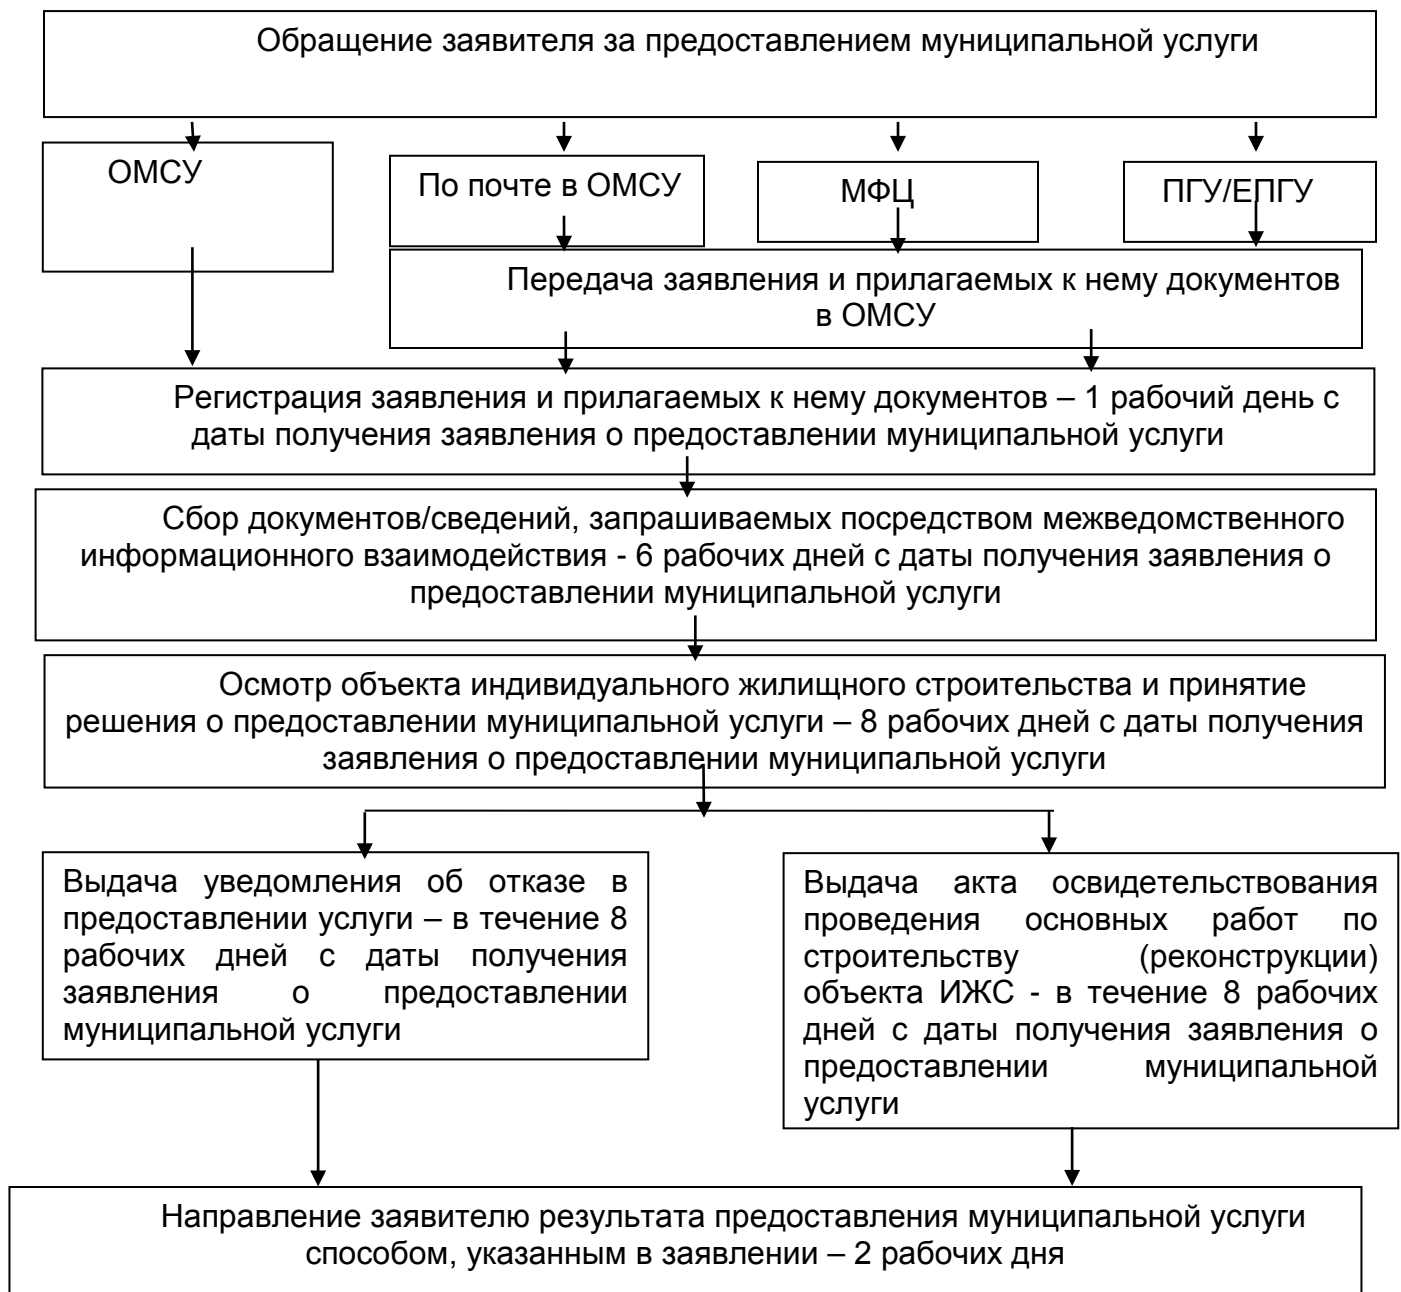 Обращение заявителя за предоставлением муниципальной услуги
ОМСУ
По почте в ОМСУ
МФЦ
ПГУ/ЕПГУ
Передача заявления и прилагаемых к нему документов
в ОМСУ
Регистрация заявления и прилагаемых к нему документов – 1 рабочий день с
даты получения заявления о предоставлении муниципальной услуги
Сбор документов/сведений, запрашиваемых посредством межведомственного
информационного взаимодействия - 6 рабочих дней с даты получения заявления о
предоставлении муниципальной услуги
Осмотр объекта индивидуального жилищного строительства и принятие
решения о предоставлении муниципальной услуги – 8 рабочих дней с даты получения
заявления о предоставлении муниципальной услуги
Выдача уведомления об отказе в
предоставлении услуги – в течение 8
рабочих дней с даты получения
заявления о предоставлении
муниципальной услуги
Выдача акта освидетельствования
проведения основных работ по
строительству (реконструкции)
объекта ИЖС - в течение 8 рабочих
дней с даты получения заявления о
предоставлении муниципальной
услуги
Направление заявителю результата предоставления муниципальной услуги
способом, указанным в заявлении – 2 рабочих дня